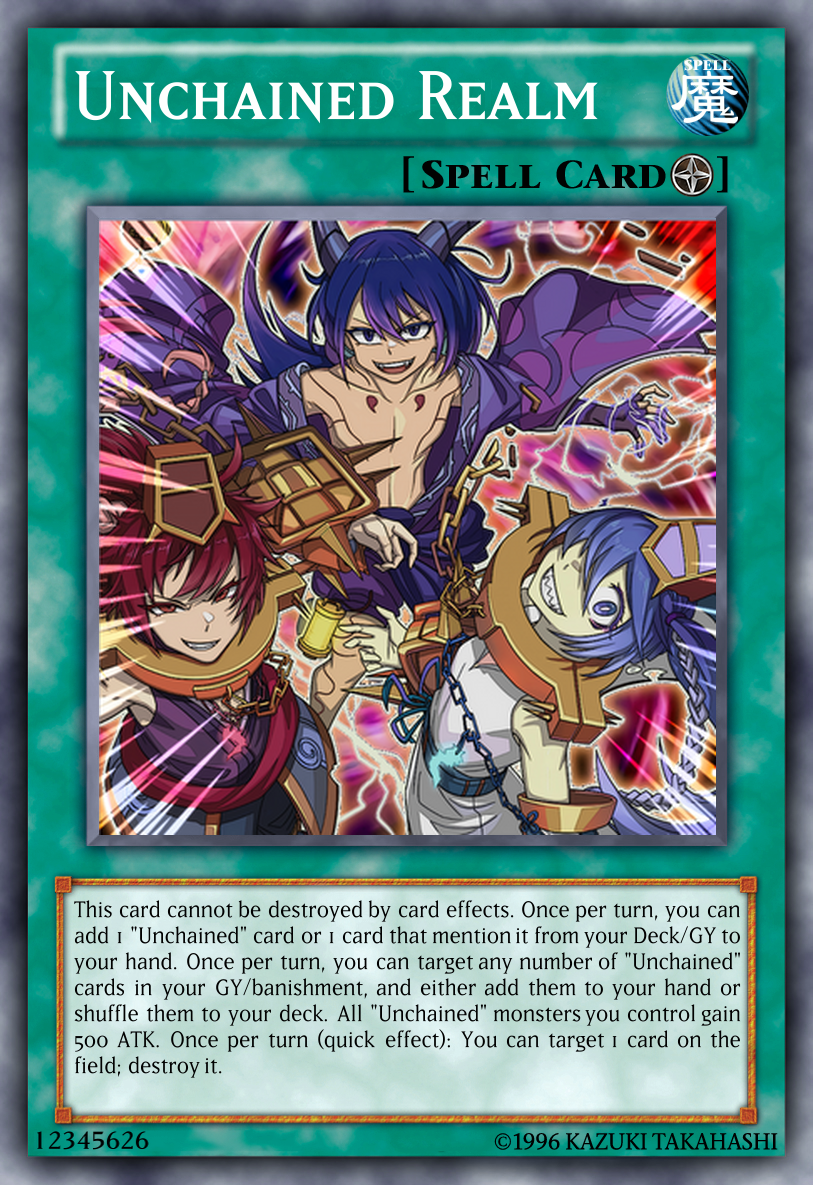 Unchained Realm
SPELL
魔
[Spell Card]
This card cannot be destroyed by card effects. Once per turn, you can
add 1 "Unchained" card or 1 card that mention it from your Deck/GY to
your hand. Once per turn, you can target any number of "Unchained"
cards in your GY/banishment, and either add them to your hand or
shuffle them to your deck. All "Unchained" monsters you control gain
500 ATK. Once per turn (quick effect): You can target 1 card on the
field; destroy it.
12345626
©1996 KAZUKI TAKAHASHI